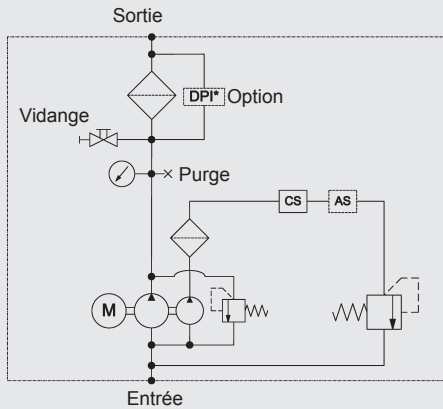 Sortie
DPI* Option
Vidange
Purge
CS AS
M
Entrée